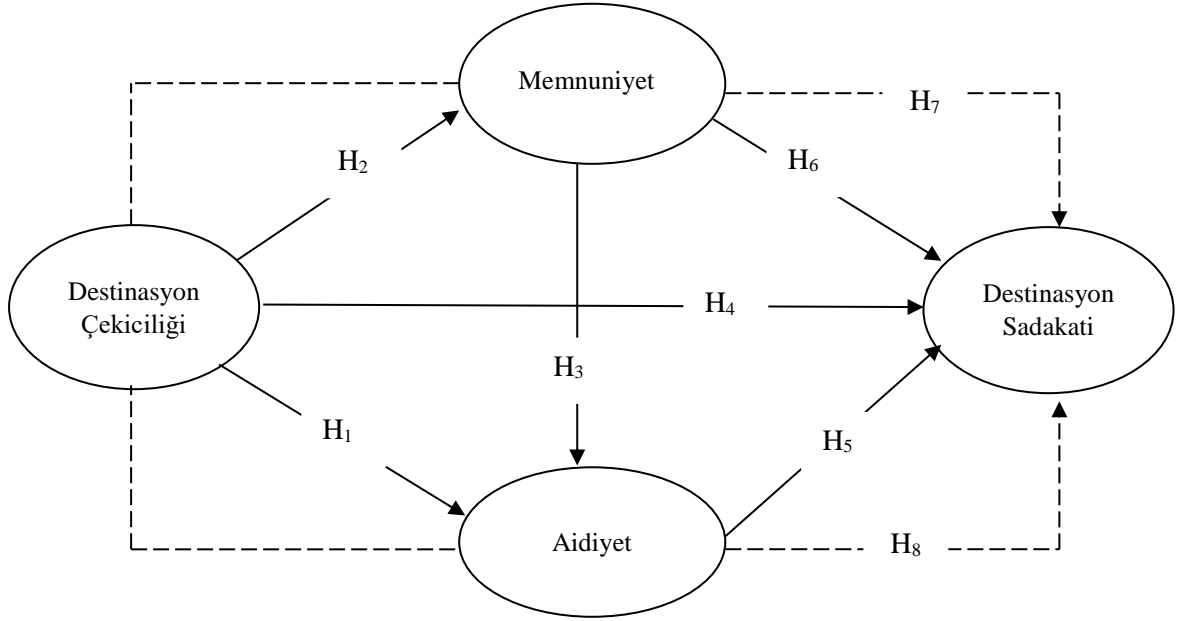 Memnuniyet
H7
H2
H6
Destinasyon
Çekiciliği
H4
Destinasyon
Sadakati
H3
H1
H5
Aidiyet
H8